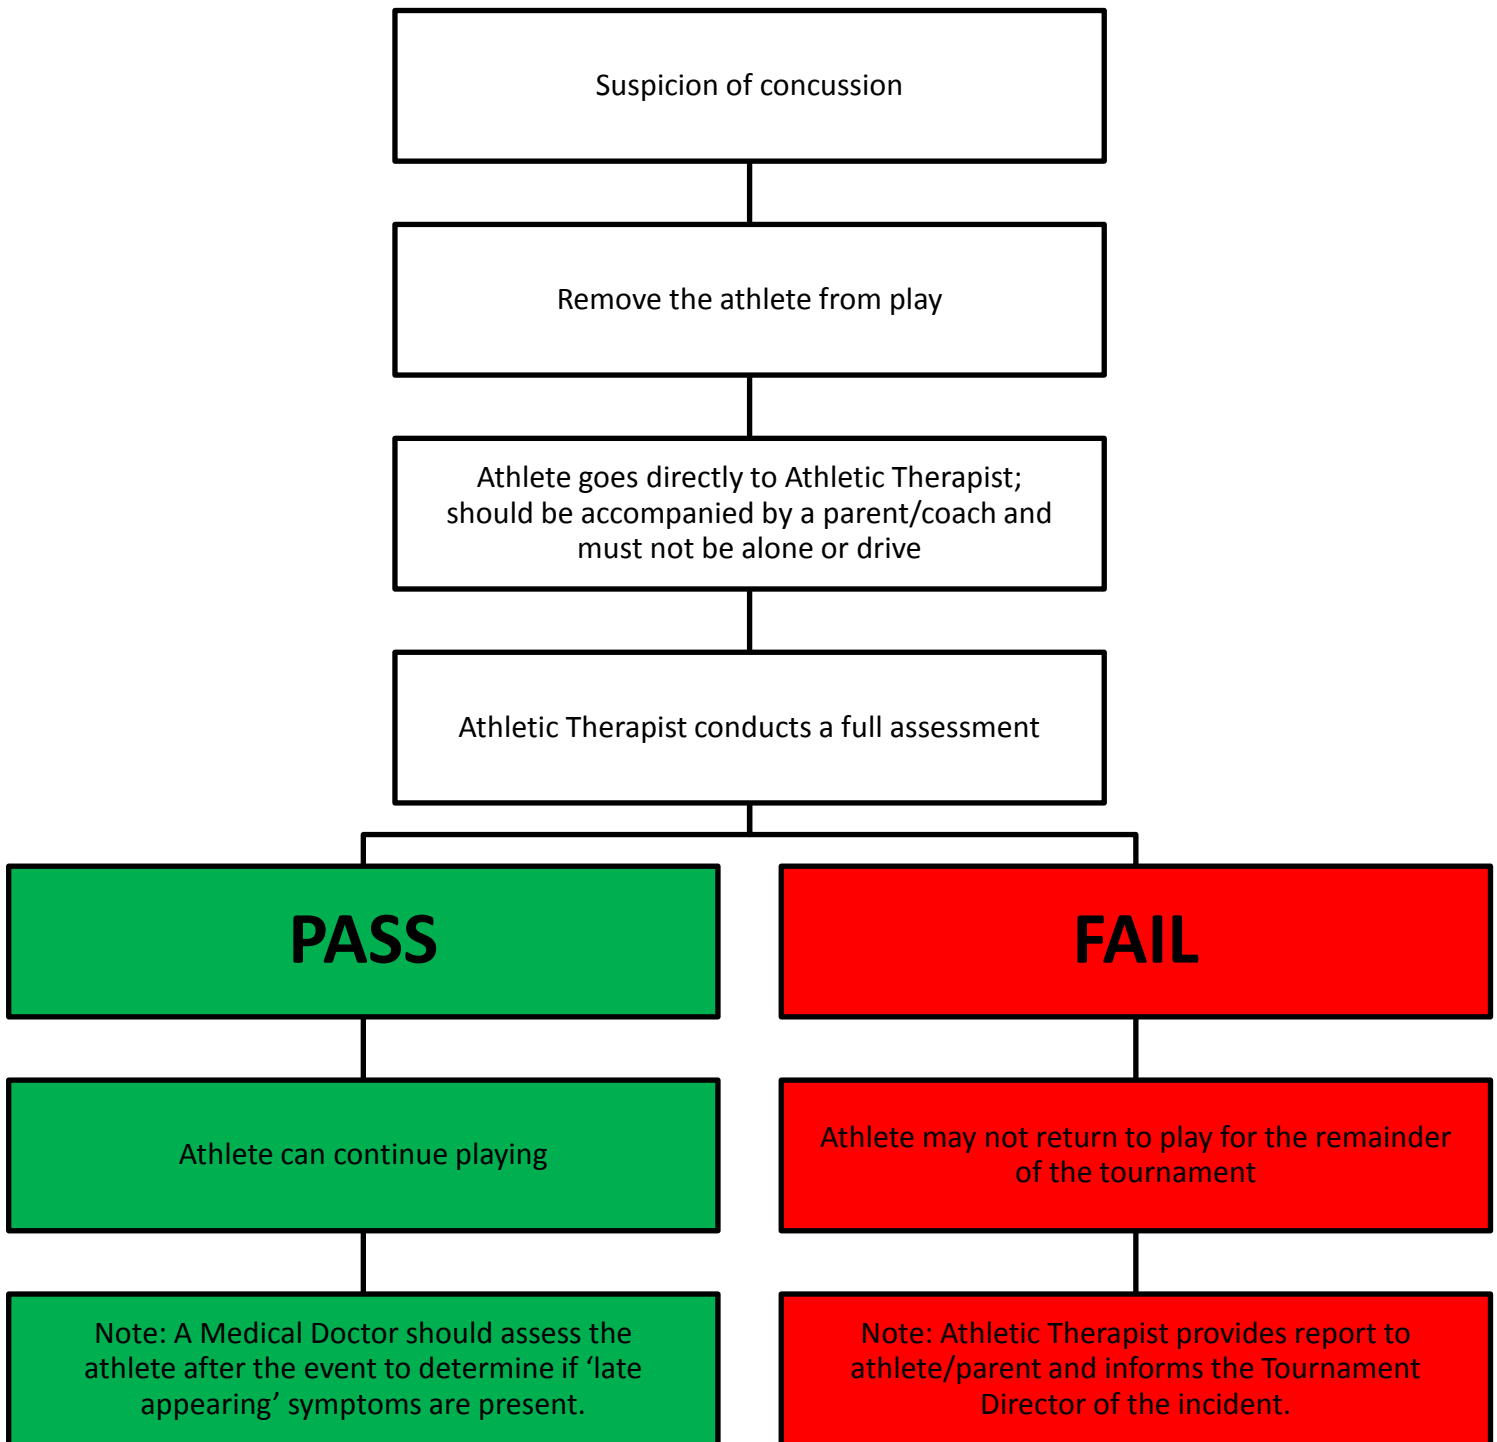 Suspicion of concussion
Remove the athlete from play
Athlete goes directly to Athletic Therapist;
should be accompanied by a parent/coach and
must not be alone or drive
Athletic Therapist conducts a full assessment
PASS
Athlete can continue playing
Note: A Medical Doctor should assess the
athlete after the event to determine if ‘late
appearing’ symptoms are present.
FAIL
Athlete may not return to play for the remainder
of the tournament
Note: Athletic Therapist provides report to
athlete/parent and informs the Tournament
Director of the incident.